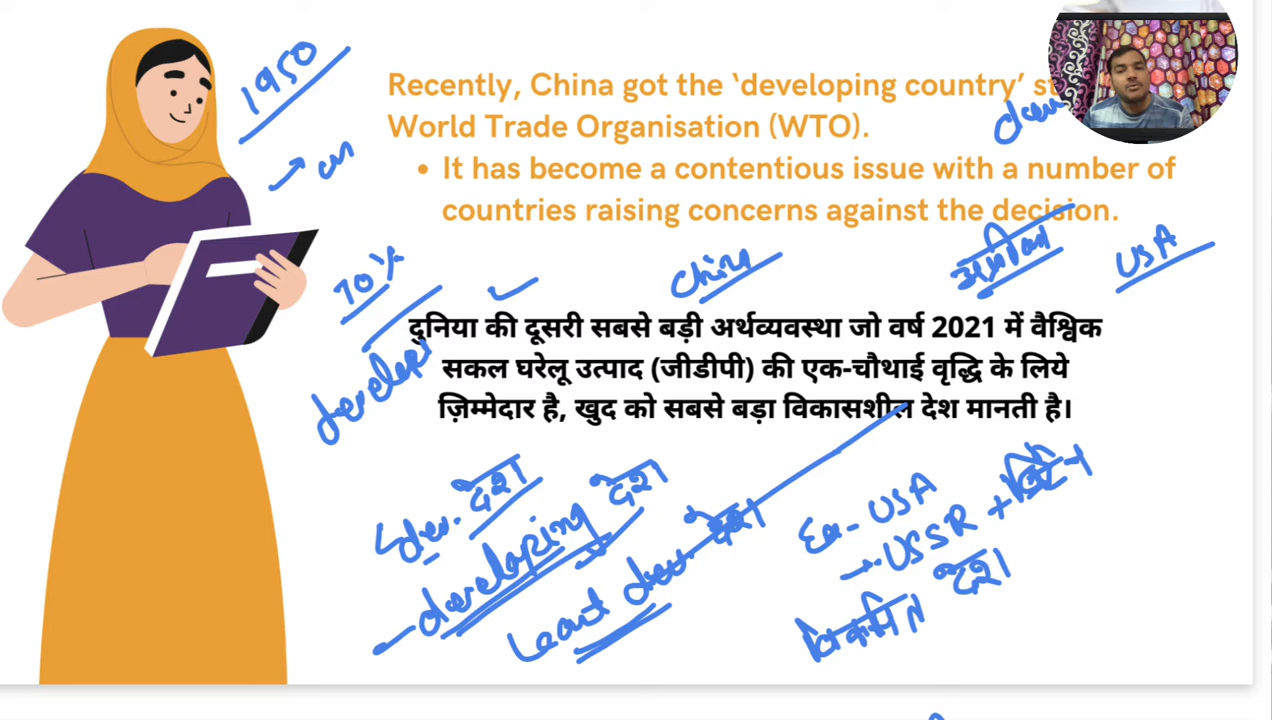 1950
Recently, China got the ‘developing country’
World Trade Organisation (WTO).
• It has become a contentious issue with a number of
countries raising concerns against the decision.
70%
China
USA
दुनिया की दूसरी सबसे बड़ी अर्थव्यवस्था जो वर्ष 2021 में वैश्विक
सकल घरेलू उत्पाद (जीडीपी) की एक-चौथाई वृद्धि के लिये
ज़िम्मेदार है, खुद को सबसे बड़ा विकासशील देश मानती है।
dev. देश
developing देश
Least देश
Ex- USA
→ USSR +
विकसित देश